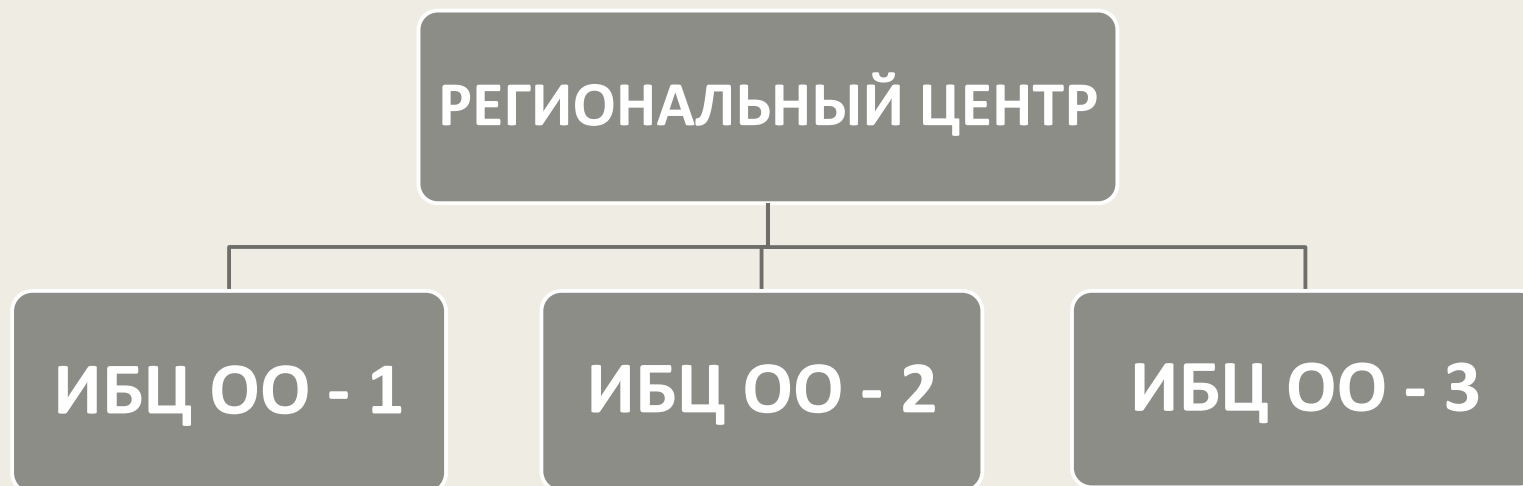 РЕГИОНАЛЬНЫЙ ЦЕНТР
ИБЦ ОО - 1
ИБЦ ОО - 2
ИБЦ ОО - 3